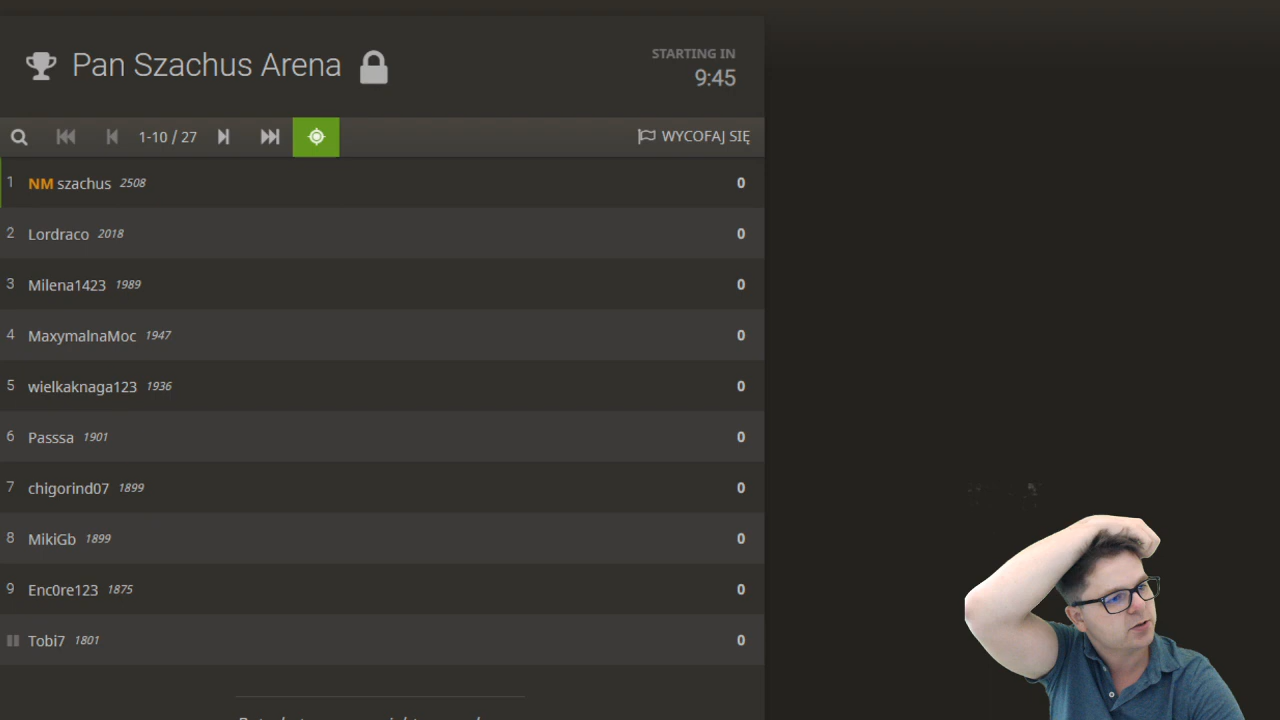 Pan Szachus Arena
STARTING IN
9:45
1-10 / 27
WYCOFAJ SIĘ
1 NM szachus 2508 0
2 Lordraco 2018 0
3 Milena1423 1989 0
4 MaxymalnaMoc 1947 0
5 wielkaknaga123 1936 0
6 Passsa 1901 0
7 chigorind07 1899 0
8 MikiGb 1899 0
9 Enc0re123 1875 0
Tobi7 1801 0